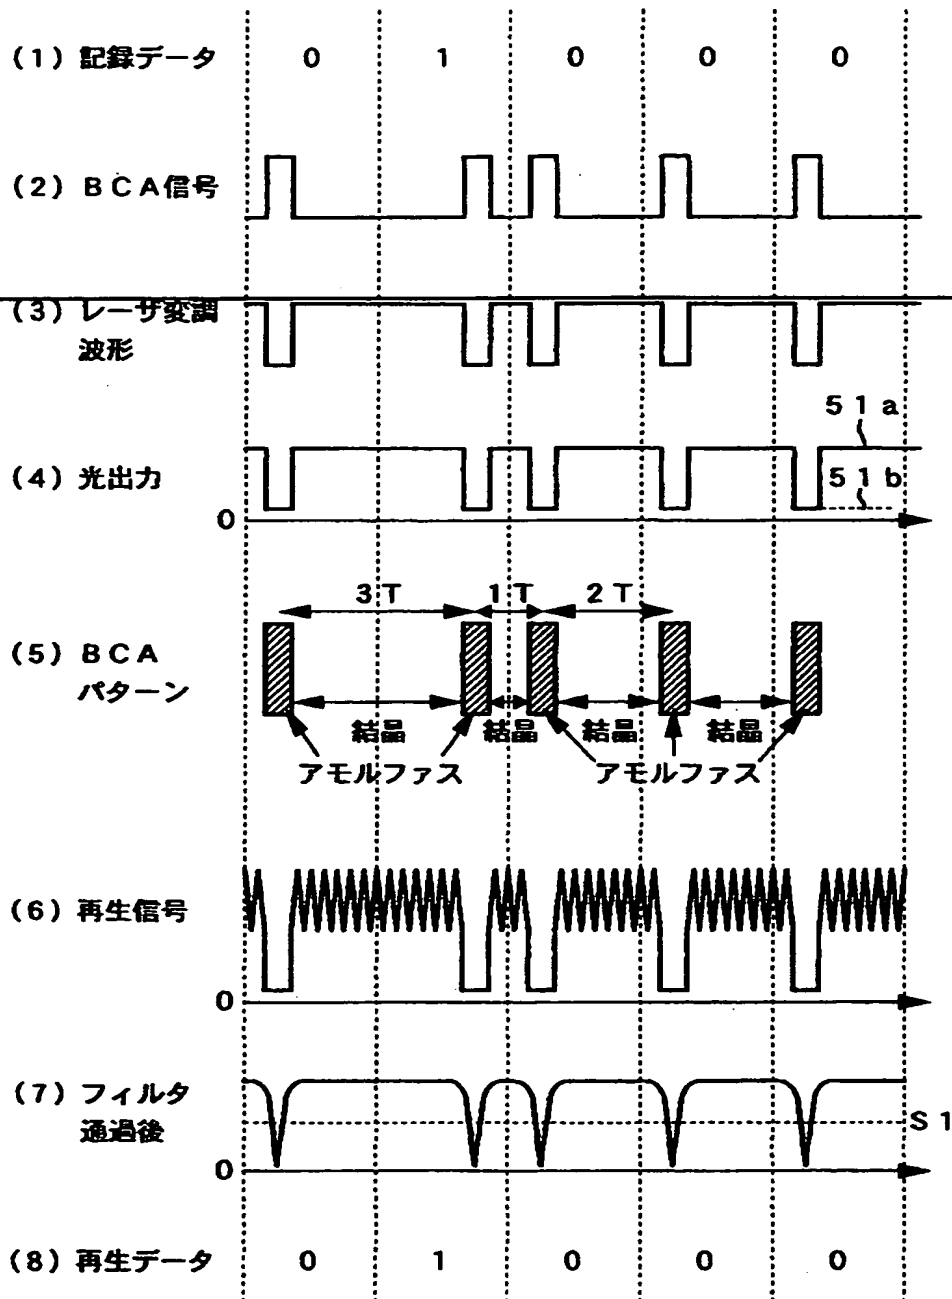 (1) 記録データ 0 1 0 0 0
(2) BCA信号
(3) レーザ変調
波形
51a
(4) 光出力
51b
0
3T 1T 2T
(5) BCA
パターン
結晶 結晶 結晶 結晶
アモルファス アモルファス
(6) 再生信号
0
(7) フィルタ
通過後
S1
0
(8) 再生データ 0 1 0 0 0